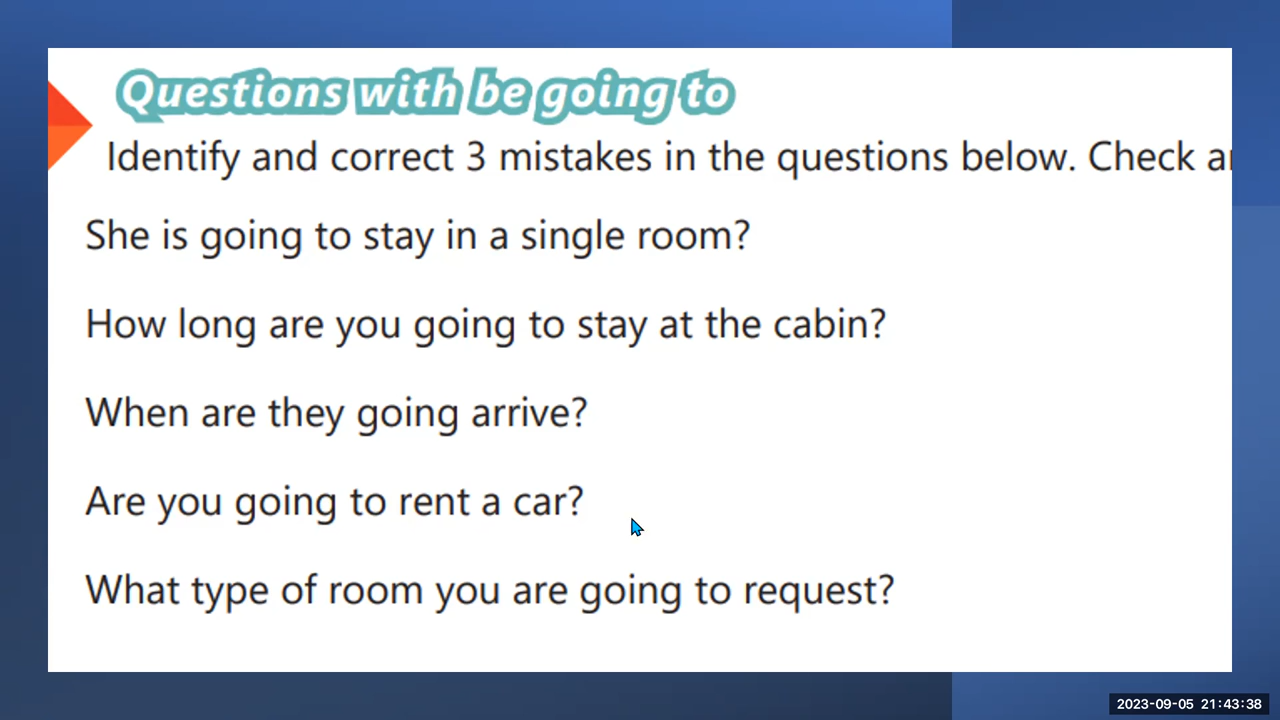 Questions with be going to
Identify and correct 3 mistakes in the questions below. Check
She is going to stay in a single room?
How long are you going to stay at the cabin?
When are they going arrive?
Are you going to rent a car?
What type of room you are going to request?
2023-09-05 21:43:38